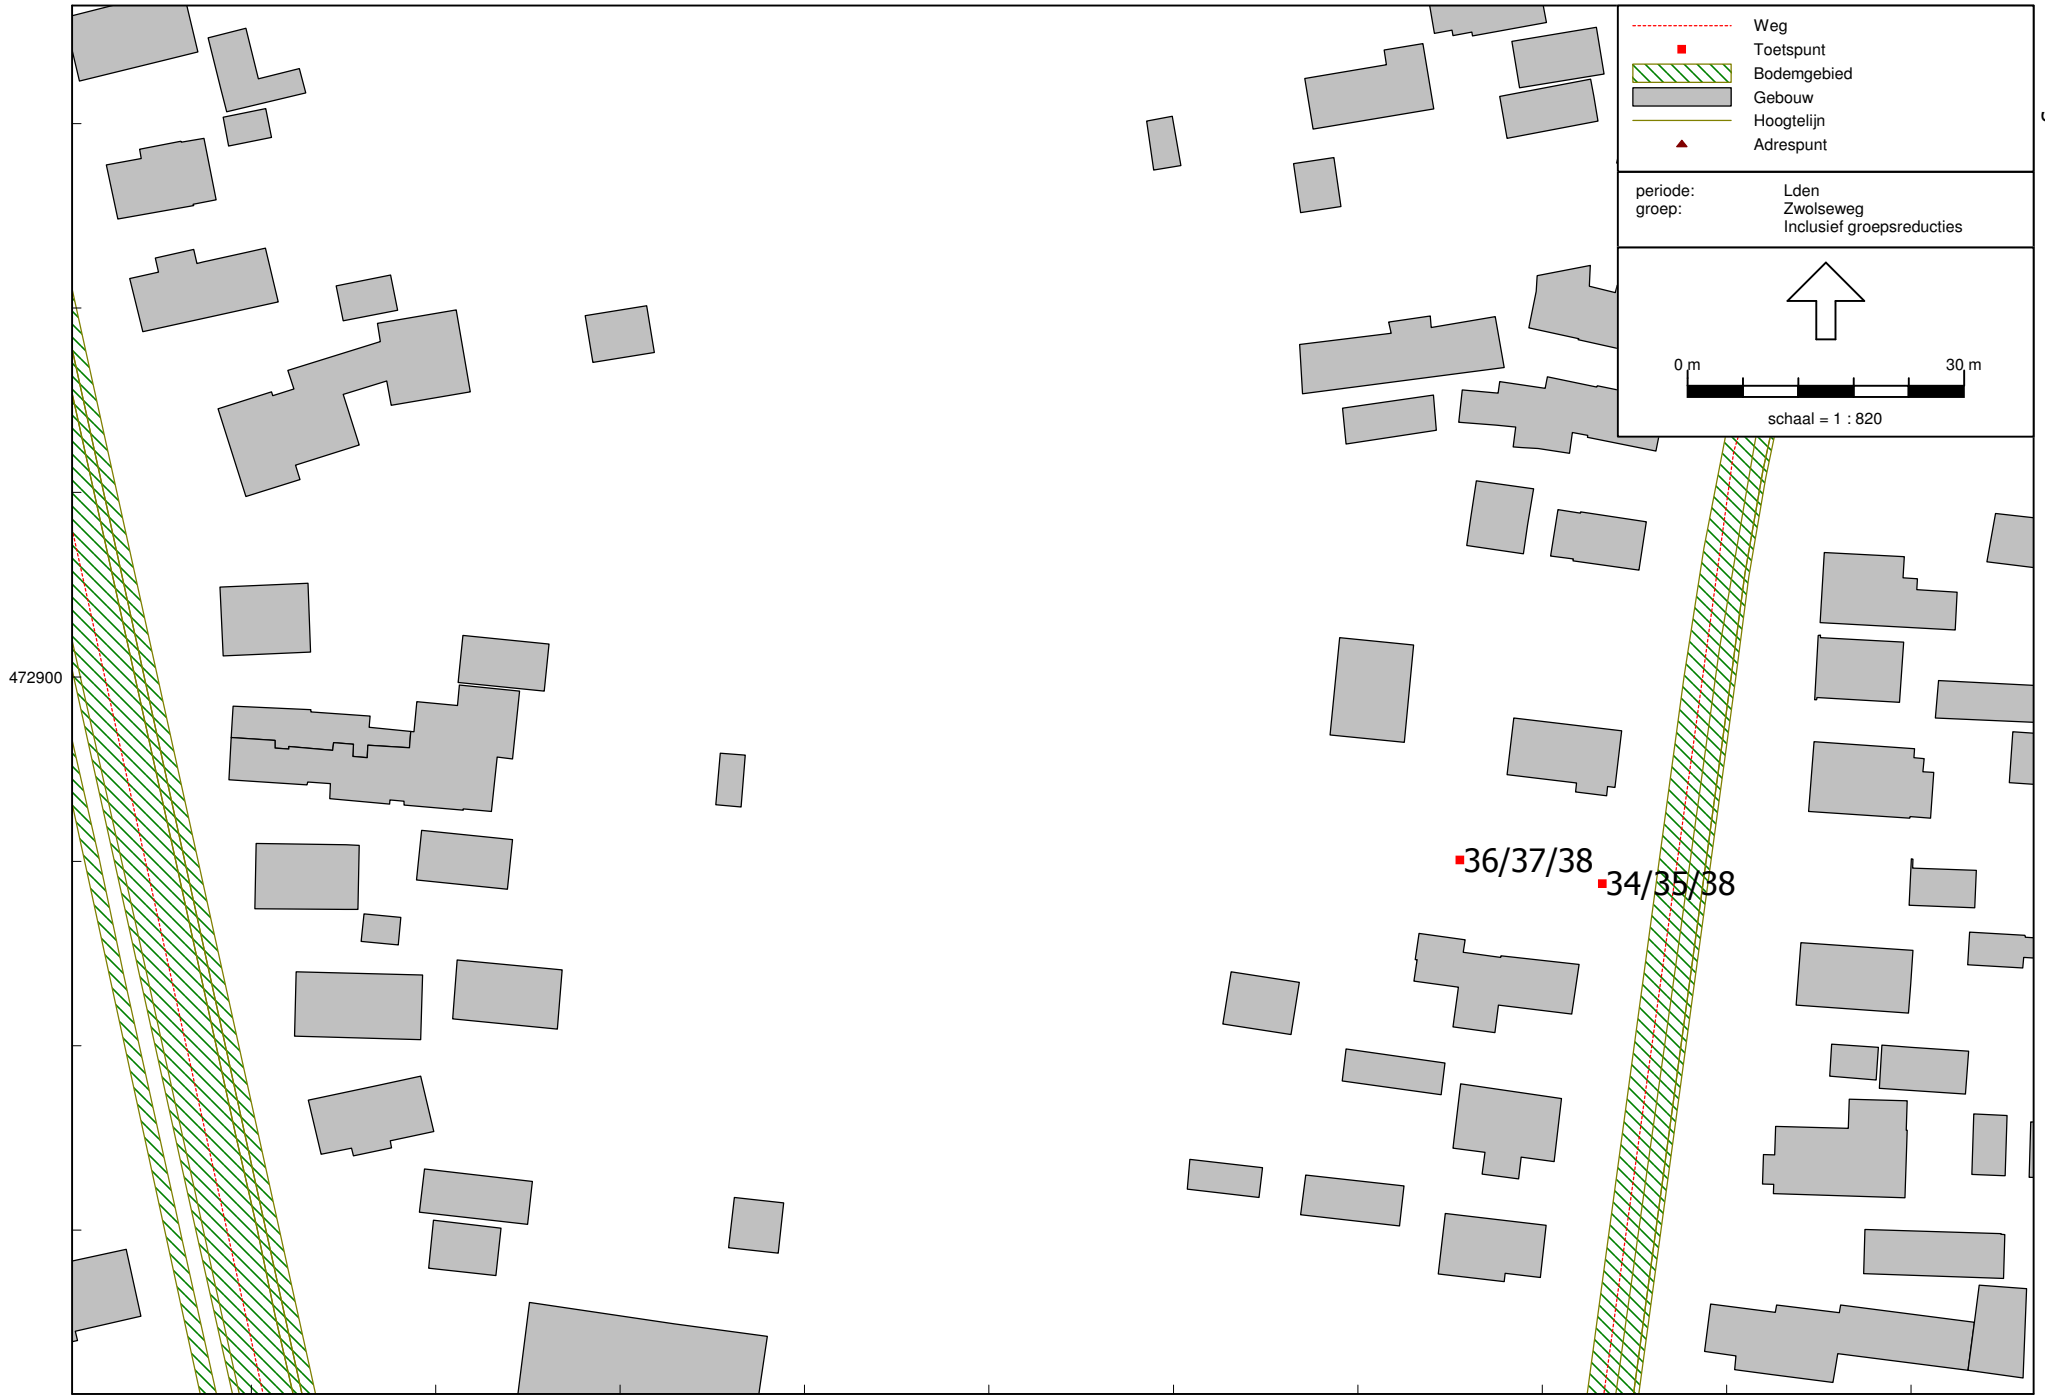 Weg
Toetspunt
Bodemgebied
Gebouw
Hoogtelijn
Adrespunt
periode: Lden
groep: Zwolseweg
Inclusief groepsreducties
0 m 30 m
schaal = 1 : 820
472900
36/37/38
34/35/38